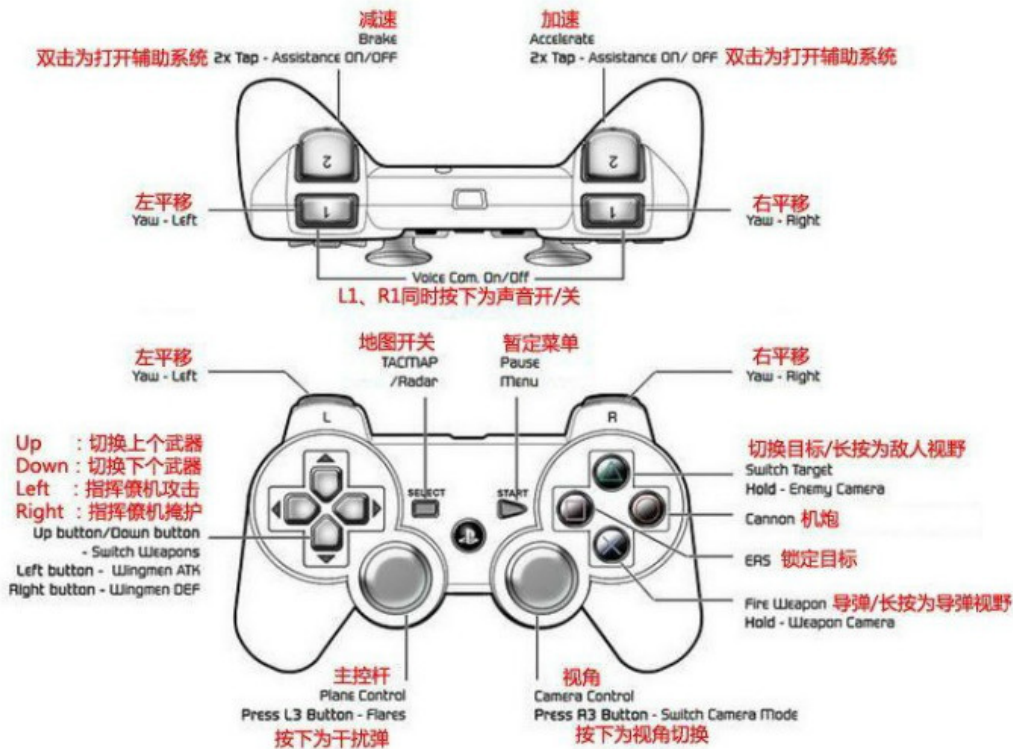 减速
Brake
双击为打开辅助系统 2x Tap - Assistance ON/OFF
加速
Accelerate
2x Tap - Assistance ON/ OFF 双击为打开辅助系统
2
2
左平移
Yaw - Left
1
1
右平移
Yaw - Right
Voice Com. On/Off
L1、R1同时按下为声音开/关
左平移
Yaw - Left
地图开关
TACMAP
/Radar
暂定菜单
Pause
Menu
右平移
Yaw - Right
L
R
Up :切换上个武器
Down:切换下个武器
Left :指挥僚机攻击
Right :指挥僚机掩护
Up button/Down button
- Switch Weapons
Left button - Wingmen ATK
Right button - Wingmen DEF
SELECT
START
切换目标/长按为敌人视野
Switch Target
Hold - Enemy Camera
Cannon 机炮
ERS 锁定目标
Fire Weapon 导弹/长按为导弹视野
Hold - Weapon Camera
主控杆
Plane Control
Press L3 Button - Flares
按下为干扰弹
视角
Camera Control
Press R3 Button - Switch Camera Mode
按下为视角切换